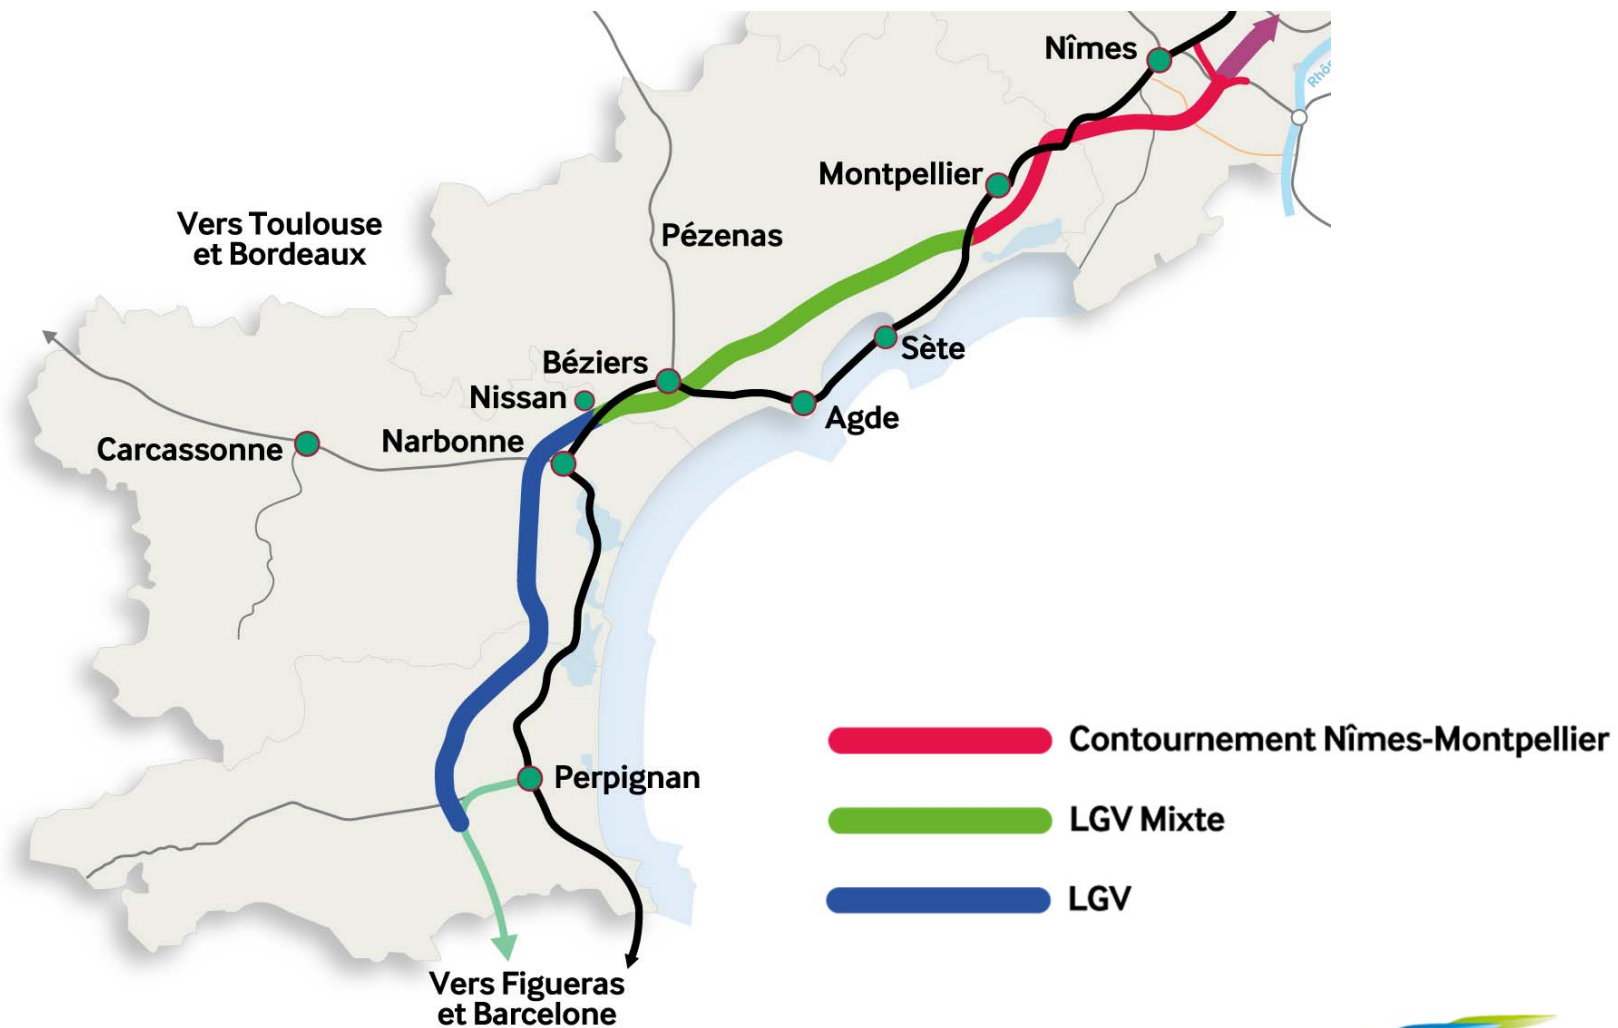 Nîmes
Montpellier
Vers Toulouse
et Bordeaux
Pézenas
Sète
Béziers
Nissan
Agde
Narbonne
Carcassonne
Contournement Nîmes-Montpellier
Perpignan
LGV Mixte
LGV
Vers Figueras
et Barcelone